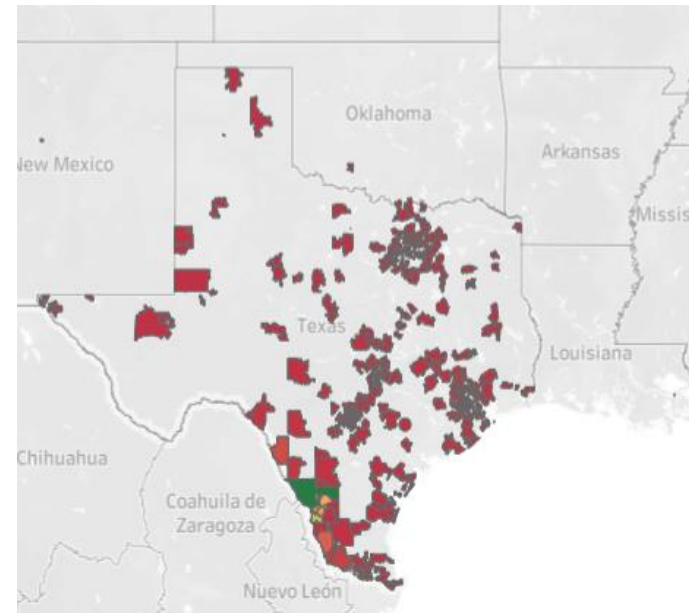 Oklahoma
Arkansas
New Mexico
Missis
Texas
Louisiana
Chihuahua
Coahuila de
Zaragoza
Nuevo León